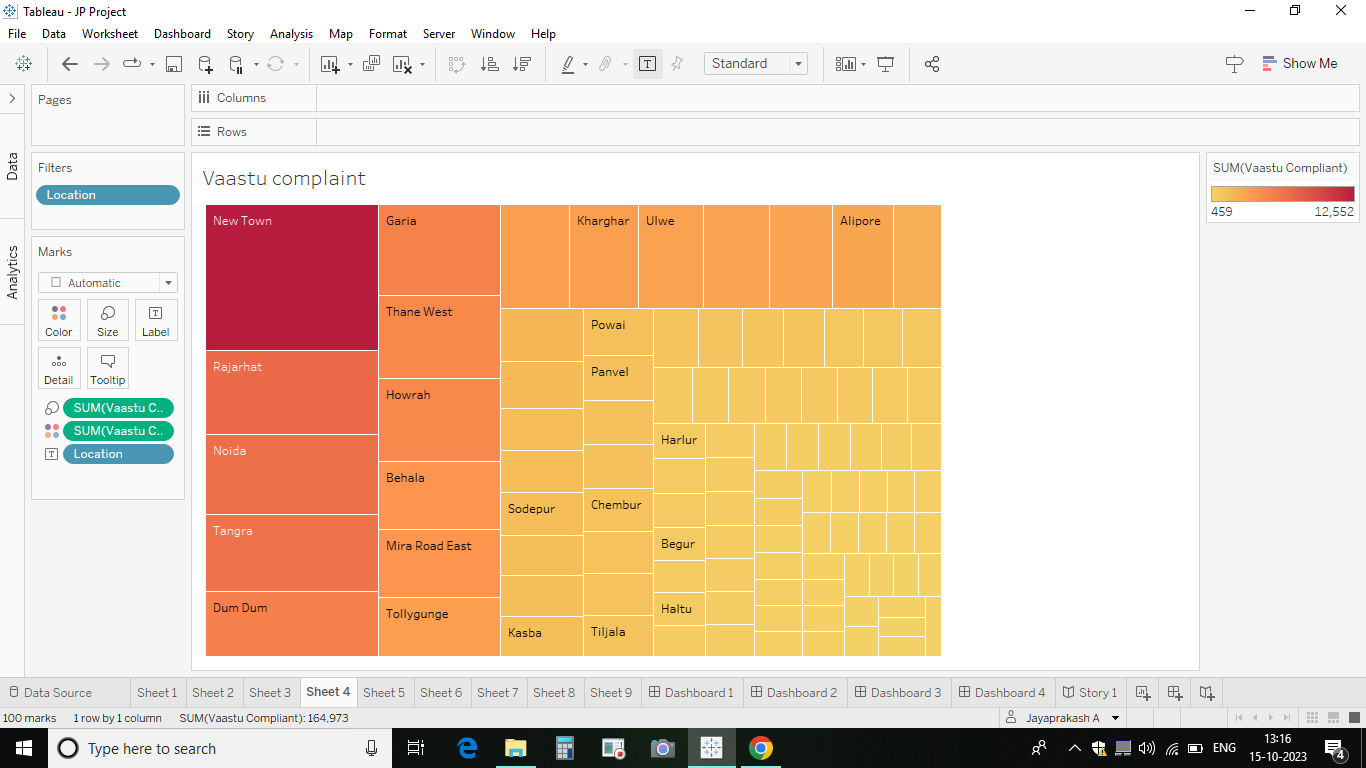 Tableau - JP Project
File Data Worksheet Dashboard Story Analysis Map Format Server Window Help
Standard
Show Me
Pages
Columns
Rows
Data
Analytics
Filters
Location
Marks
Automatic
Color Size Label
Detail Tooltip
SUM(Vaastu C..
SUM(Vaastu C..
Location
Vaastu complaint
New Town
Rajarhat
Noida
Tangra
Dum Dum
Garia
Thane West
Howrah
Behala
Mira Road East
Tollygunge
Kharghar
Ulwe
Alipore
Sodepur
Kasba
Powai
Panvel
Chembur
Tiljala
Harlur
Begur
Haltu
SUM(Vaastu Compliant)
459 12,552
Data Source Sheet 1 Sheet 2 Sheet 3 Sheet 4 Sheet 5 Sheet 6 Sheet 7 Sheet 8 Sheet 9 Dashboard 1 Dashboard 2 Dashboard 3 Dashboard 4 Story 1
100 marks 1 row by 1 column SUM(Vaastu Compliant): 164,973
Jayaprakash A
Type here to search
ENG
13:16
15-10-2023
4